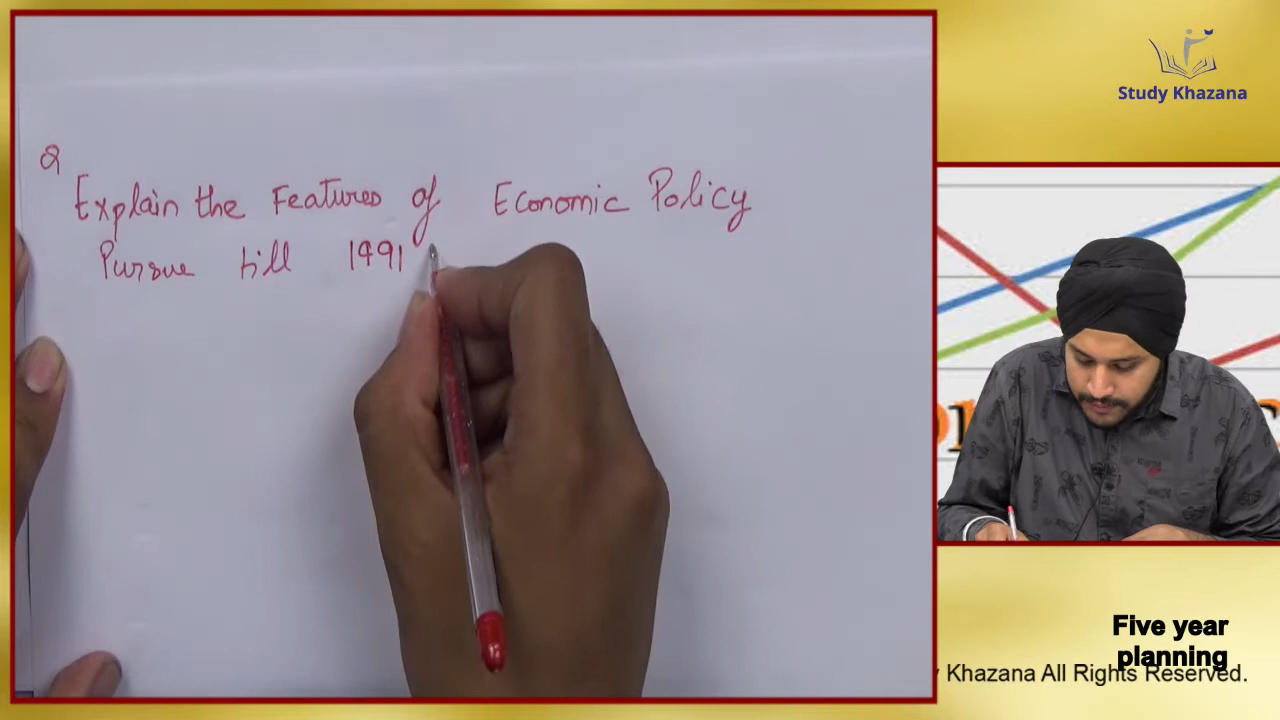 Study Khazana
Q
Explain the Features of Economic Policy
Pursue till 1991
Five year
planning
Khazana All Rights Reserved.